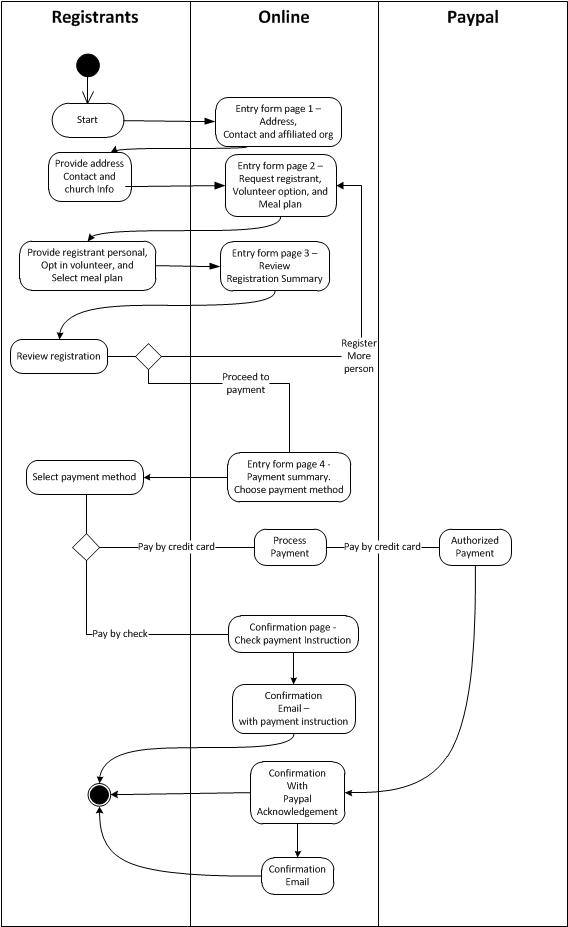 Registrants
Online
Paypal
Start
Entry form page 1 –
Address,
Contact and affiliated org
Provide address
Contact and
church Info
Entry form page 2 –
Request registrant,
Volunteer option, and
Meal plan
Provide registrant personal,
Opt in volunteer, and
Select meal plan
Entry form page 3 –
Review
Registration Summary
Review registration
Register
More
person
Proceed to
payment
Select payment method
Entry form page 4 -
Payment summary.
Choose payment method
Pay by credit card
Process
Payment
Pay by credit card
Authorized
Payment
Pay by check
Confirmation page -
Check payment Instruction
Confirmation
Email –
with payment instruction
Confirmation
With
Paypal
Acknowledgement
Confirmation
Email